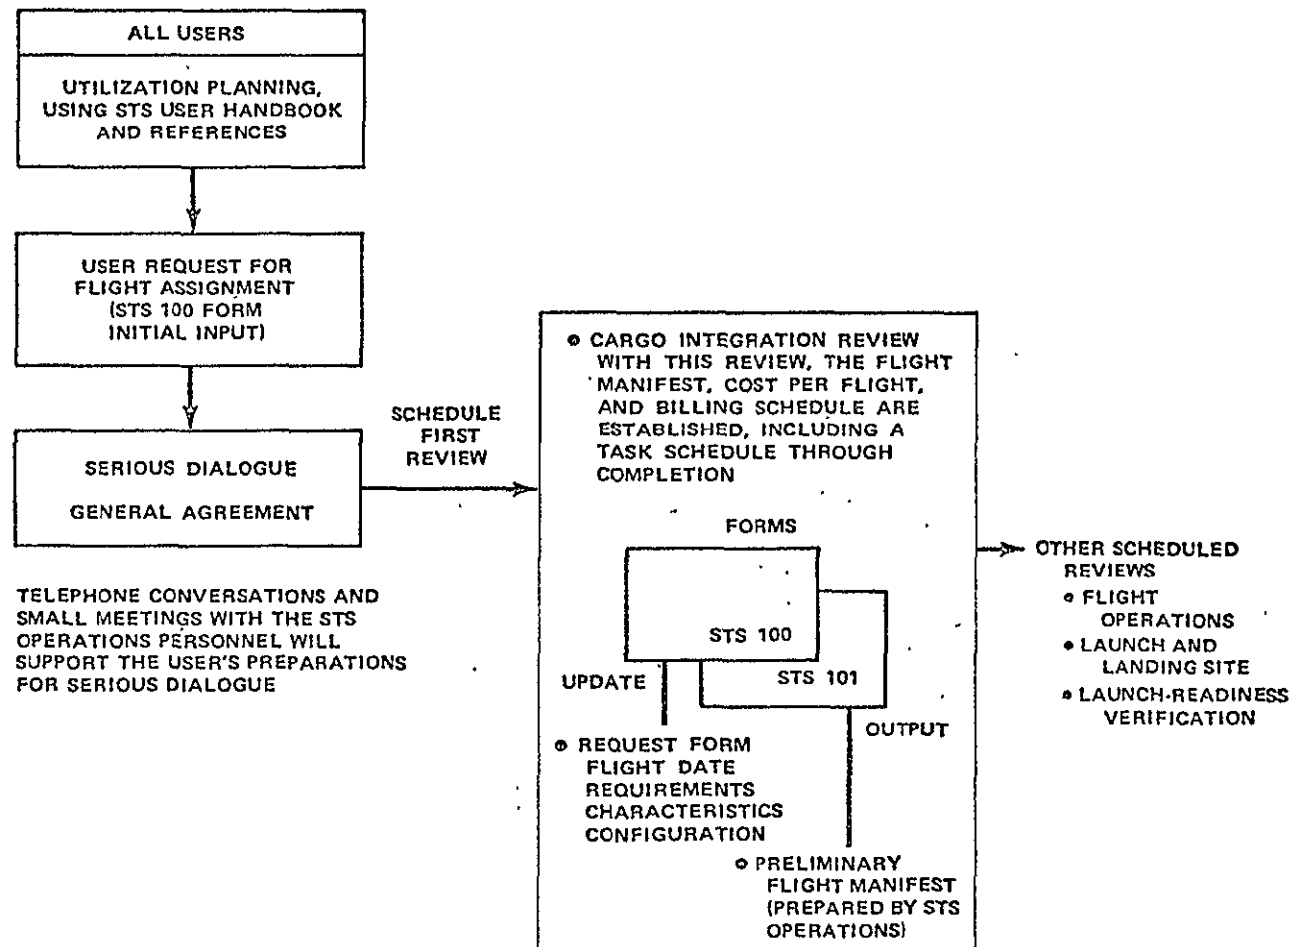 ALL USERS
UTILIZATION PLANNING,
USING STS USER HANDBOOK
AND REFERENCES
USER REQUEST FOR
FLIGHT ASSIGNMENT
(STS 100 FORM
INITIAL INPUT)
SERIOUS DIALOGUE
GENERAL AGREEMENT
TELEPHONE CONVERSATIONS AND
SMALL MEETINGS WITH THE STS
OPERATIONS PERSONNEL WILL
SUPPORT THE USER'S PREPARATIONS
FOR SERIOUS DIALOGUE
SCHEDULE
FIRST
REVIEW
• CARGO INTEGRATION REVIEW
WITH THIS REVIEW, THE FLIGHT
MANIFEST, COST PER FLIGHT,
AND BILLING SCHEDULE ARE
ESTABLISHED, INCLUDING A
TASK SCHEDULE THROUGH
COMPLETION
FORMS
STS 100
STS 101
UPDATE
OUTPUT
• REQUEST FORM
FLIGHT DATE
REQUIREMENTS
CHARACTERISTICS
CONFIGURATION
• PRELIMINARY
FLIGHT MANIFEST
(PREPARED BY STS
OPERATIONS)
OTHER SCHEDULED
REVIEWS
• FLIGHT
OPERATIONS
• LAUNCH AND
LANDING SITE
• LAUNCH-READINESS
VERIFICATION